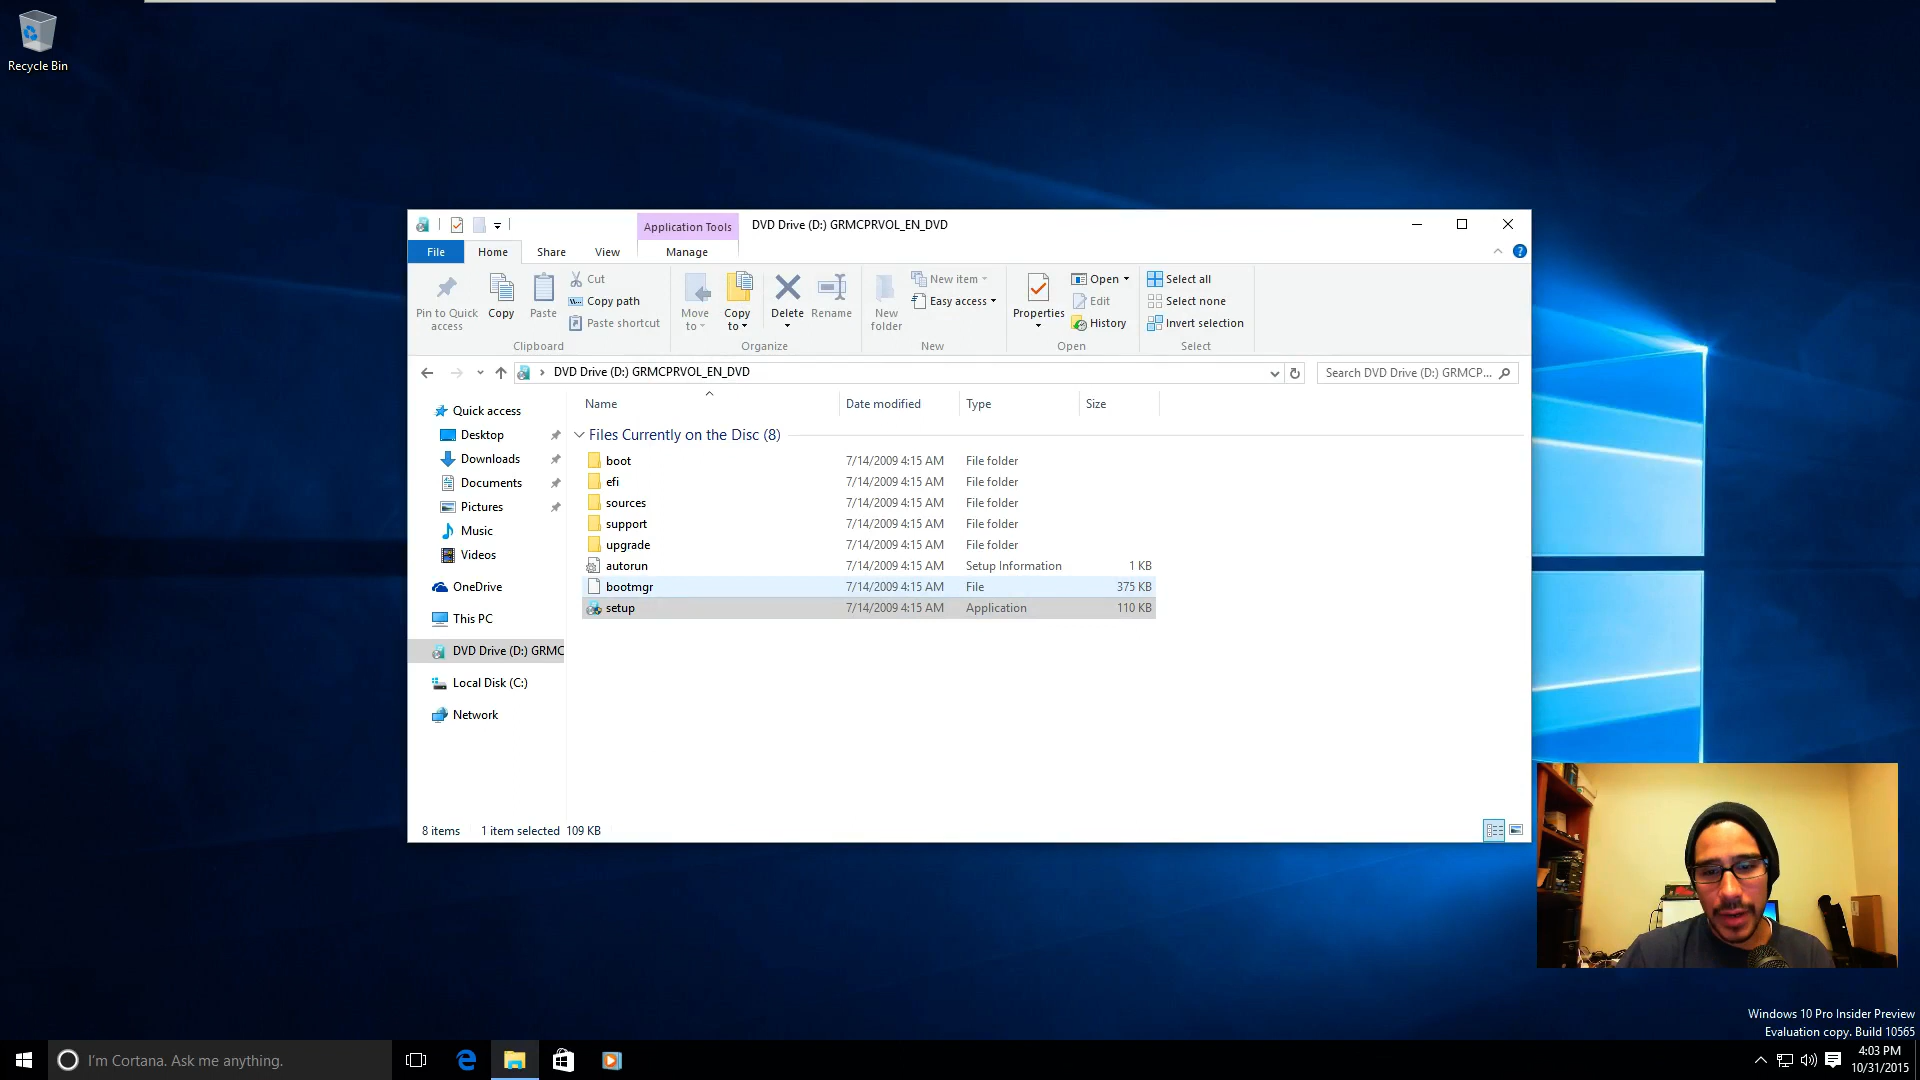 Recycle Bin
Application Tools
DVD Drive (D:) GRMCPRVOL_EN_DVD
File
Home
Share
View
Manage
Pin to Quick access
Copy
Paste
Cut
Copy path
Paste shortcut
Clipboard
Move to
Copy to
Delete
Rename
Organize
New folder
New item
Easy access
New
Properties
Open
Edit
History
Open
Select all
Select none
Invert selection
Select
DVD Drive (D:) GRMCPRVOL_EN_DVD
Search DVD Drive (D:) GRMCP...
Quick access
Desktop
Downloads
Documents
Pictures
Music
Videos
OneDrive
This PC
DVD Drive (D:) GRMC
Local Disk (C:)
Network
Name Date modified Type Size
Files Currently on the Disc (8)
boot 7/14/2009 4:15 AM File folder
efi 7/14/2009 4:15 AM File folder
sources 7/14/2009 4:15 AM File folder
support 7/14/2009 4:15 AM File folder
upgrade 7/14/2009 4:15 AM File folder
autorun 7/14/2009 4:15 AM Setup Information 1 KB
bootmgr 7/14/2009 4:15 AM File 375 KB
setup 7/14/2009 4:15 AM Application 110 KB
8 items 1 item selected 109 KB
Windows 10 Pro Insider Preview
Evaluation copy. Build 10565
I'm Cortana. Ask me anything.
4:03 PM
10/31/2015